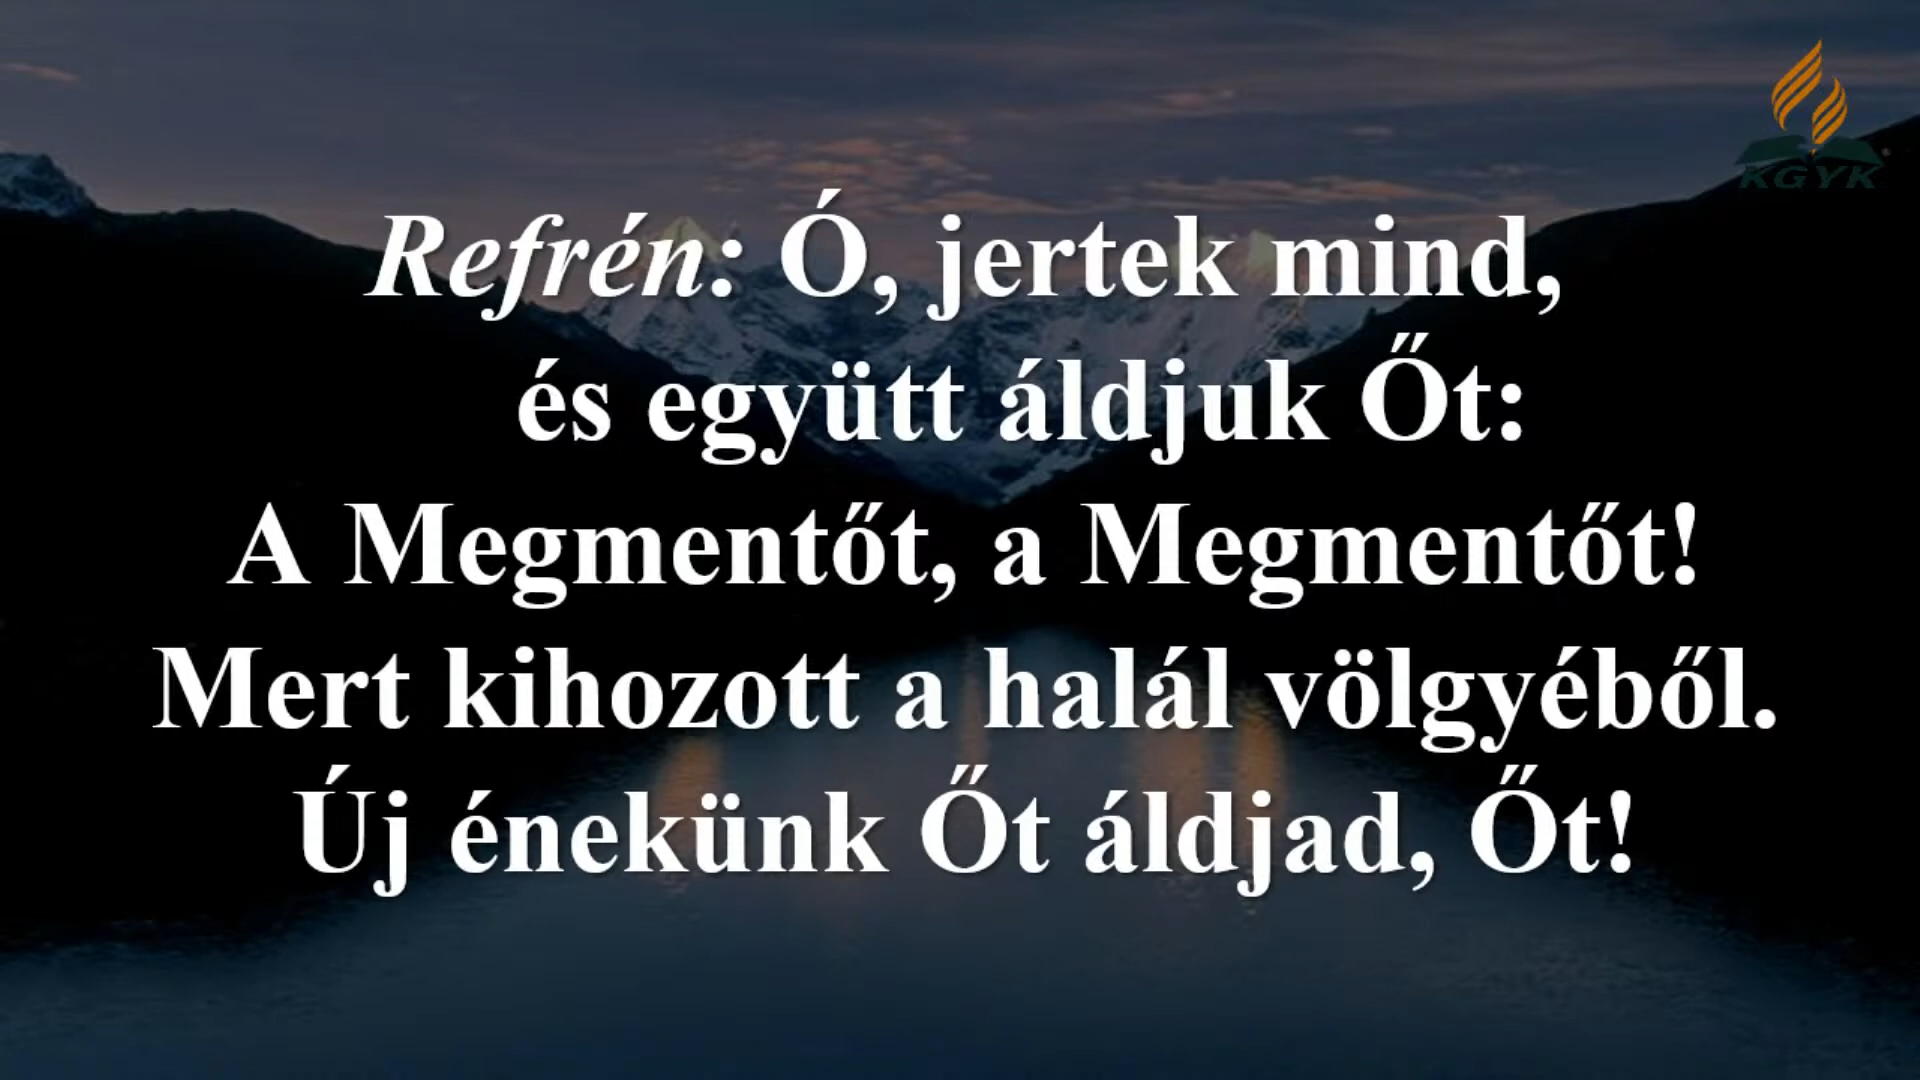 KGYK
Refrén: Ó, jertek mind,
és együtt áldjuk Őt:
A Megmentőt, a Megmentőt!
Mert kihozott a halál völgyéből.
Új énekünk Őt áldjad, Őt!